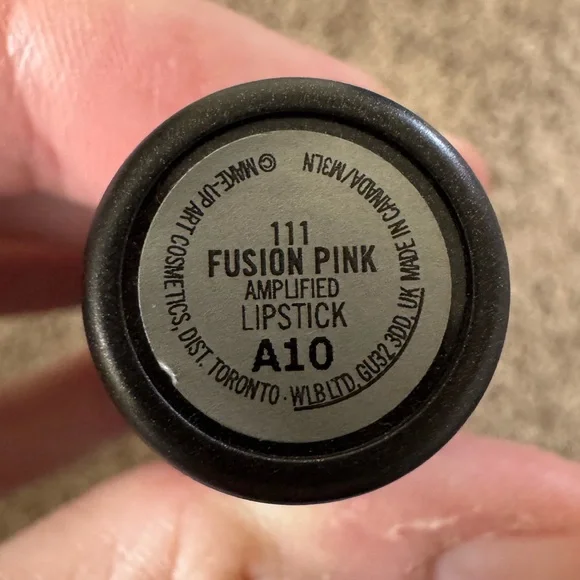 111
FUSION PINK
AMPLIFIED
LIPSTICK
A10
© MAKE-UP ART COSMETICS, DIST. TORONTO · WLB LTD, GU32 3DD, UK MADE IN CANADA/M3LN